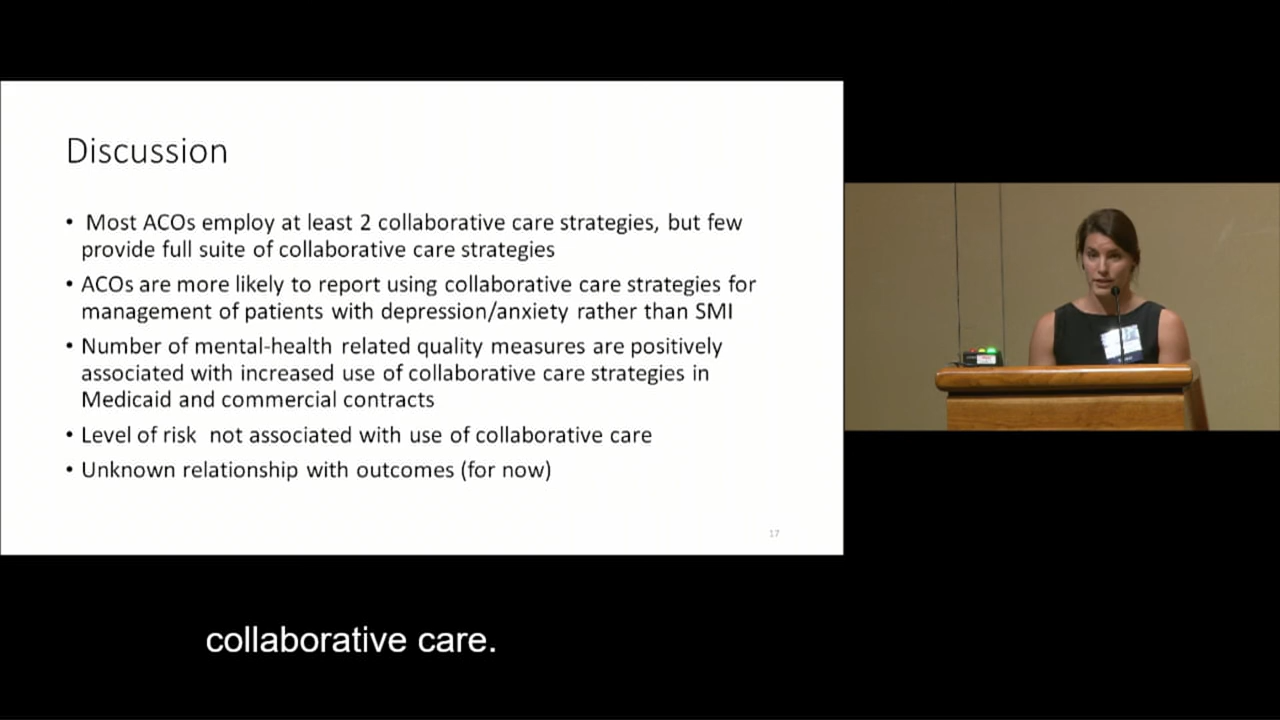 Discussion
• Most ACOs employ at least 2 collaborative care strategies, but few
provide full suite of collaborative care strategies
• ACOs are more likely to report using collaborative care strategies for
management of patients with depression/anxiety rather than SMI
• Number of mental-health related quality measures are positively
associated with increased use of collaborative care strategies in
Medicaid and commercial contracts
• Level of risk not associated with use of collaborative care
• Unknown relationship with outcomes (for now)
17
collaborative care.